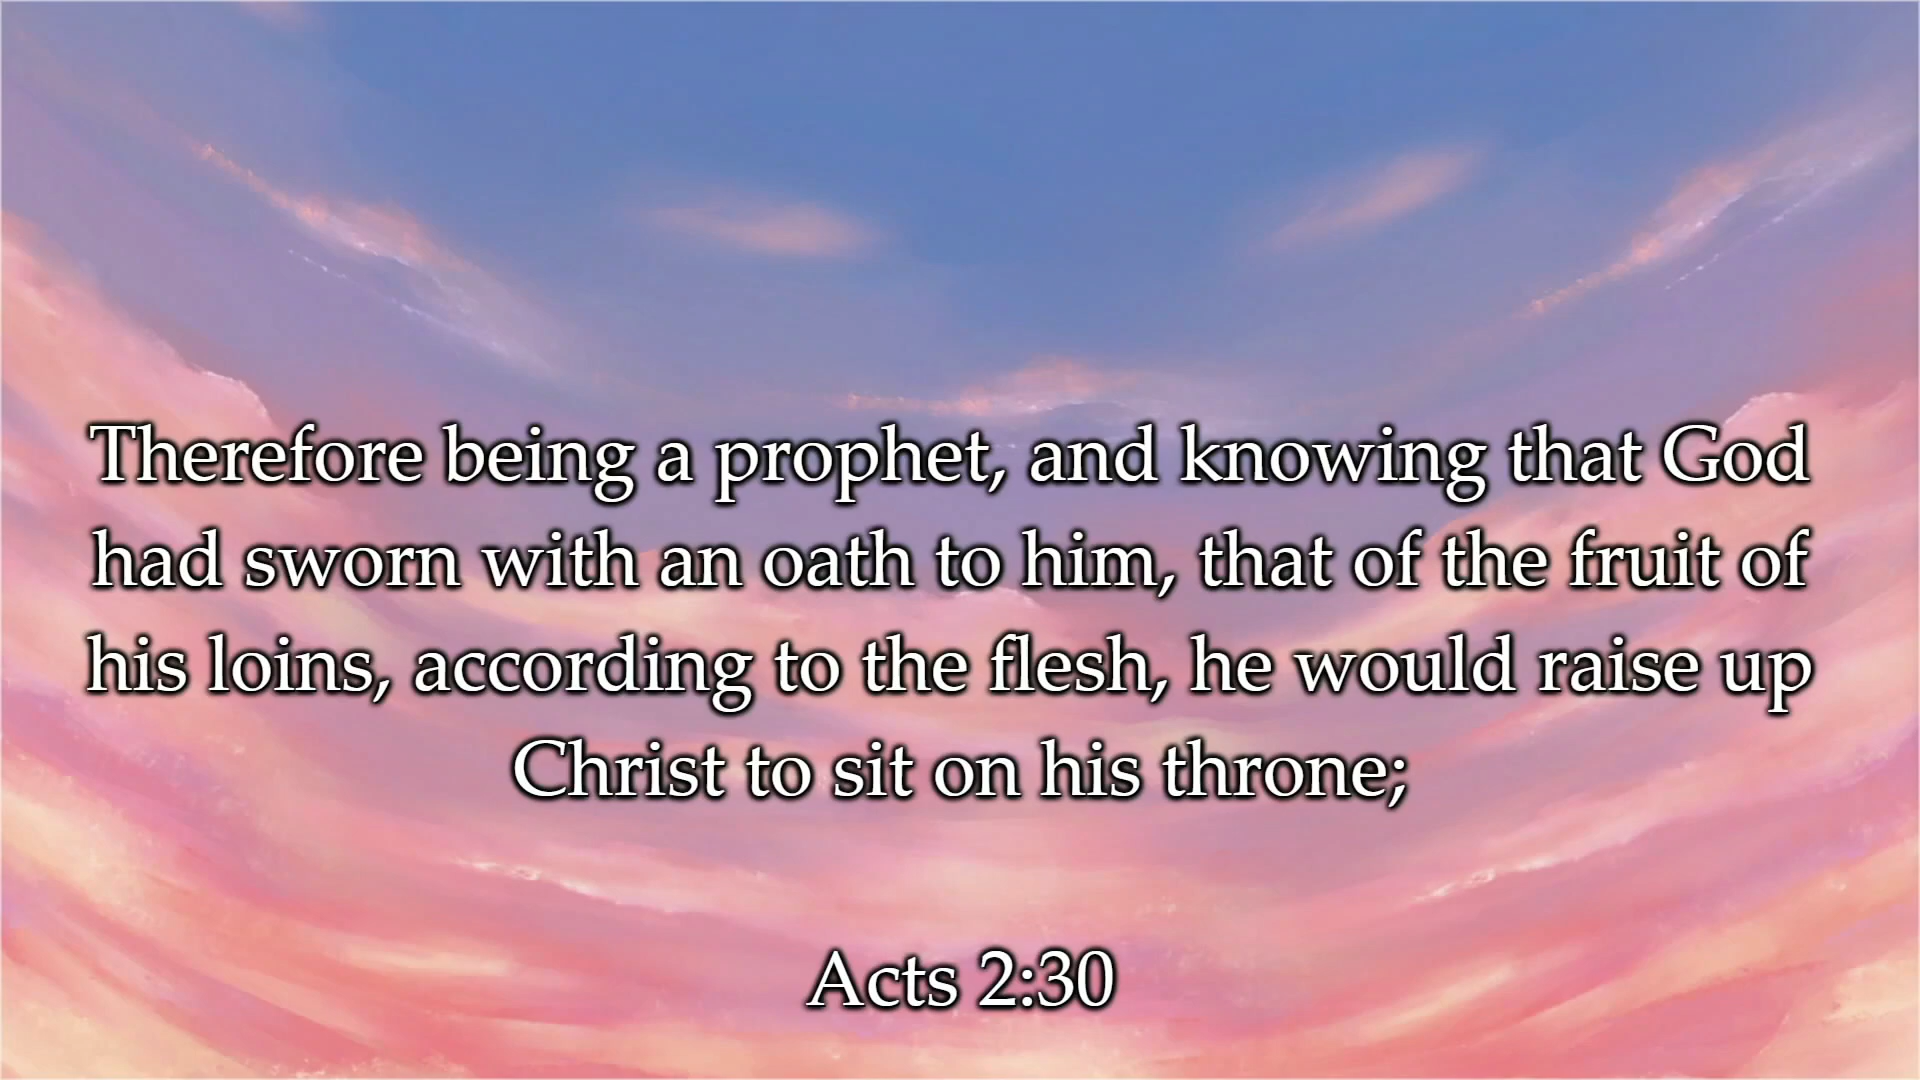 Therefore being a prophet, and knowing that God
had sworn with an oath to him, that of the fruit of
his loins, according to the flesh, he would raise up
Christ to sit on his throne;
Acts 2:30